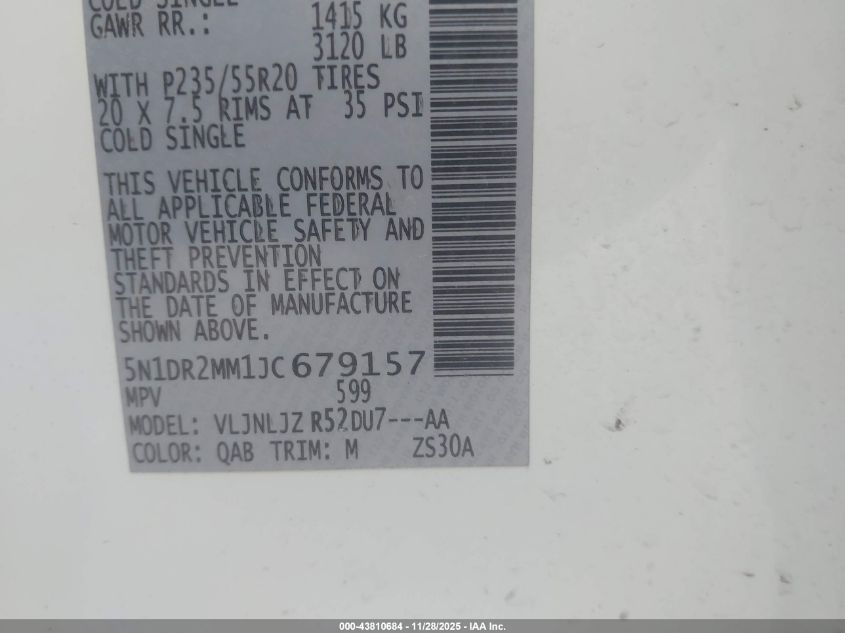 COLD SINGLE
GAWR RR.: 1415 KG
3120 LB
WITH P235/55R20 TIRES
20 X 7.5 RIMS AT 35 PSI
COLD SINGLE
THIS VEHICLE CONFORMS TO
ALL APPLICABLE FEDERAL
MOTOR VEHICLE SAFETY AND
THEFT PREVENTION
STANDARDS IN EFFECT ON
THE DATE OF MANUFACTURE
SHOWN ABOVE.
5N1DR2MM1JC679157
MPV 599
MODEL: VLJNLJZ R52DU7---AA
COLOR: QAB TRIM: M ZS30A
000-43810684 - 11/28/2025 - IAA Inc.